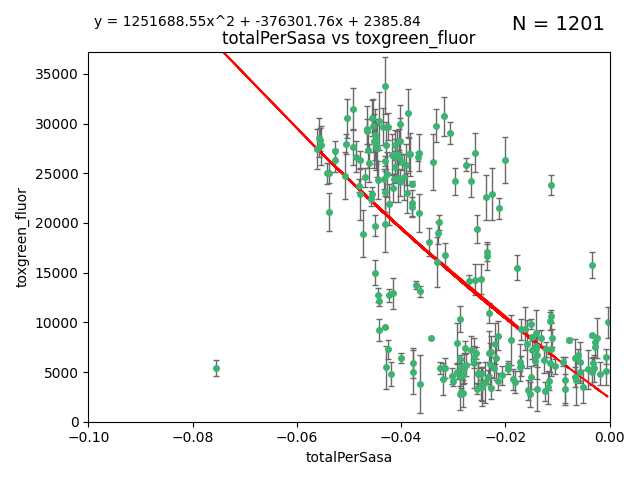 y = 1251688.55x^2 + -376301.76x + 2385.84
N = 1201
totalPerSasa vs toxgreen_fluor
35000
30000
25000
20000
15000
10000
5000
0
toxgreen_fluor
−0.10
−0.08
−0.06
−0.04
−0.02
0.00
totalPerSasa